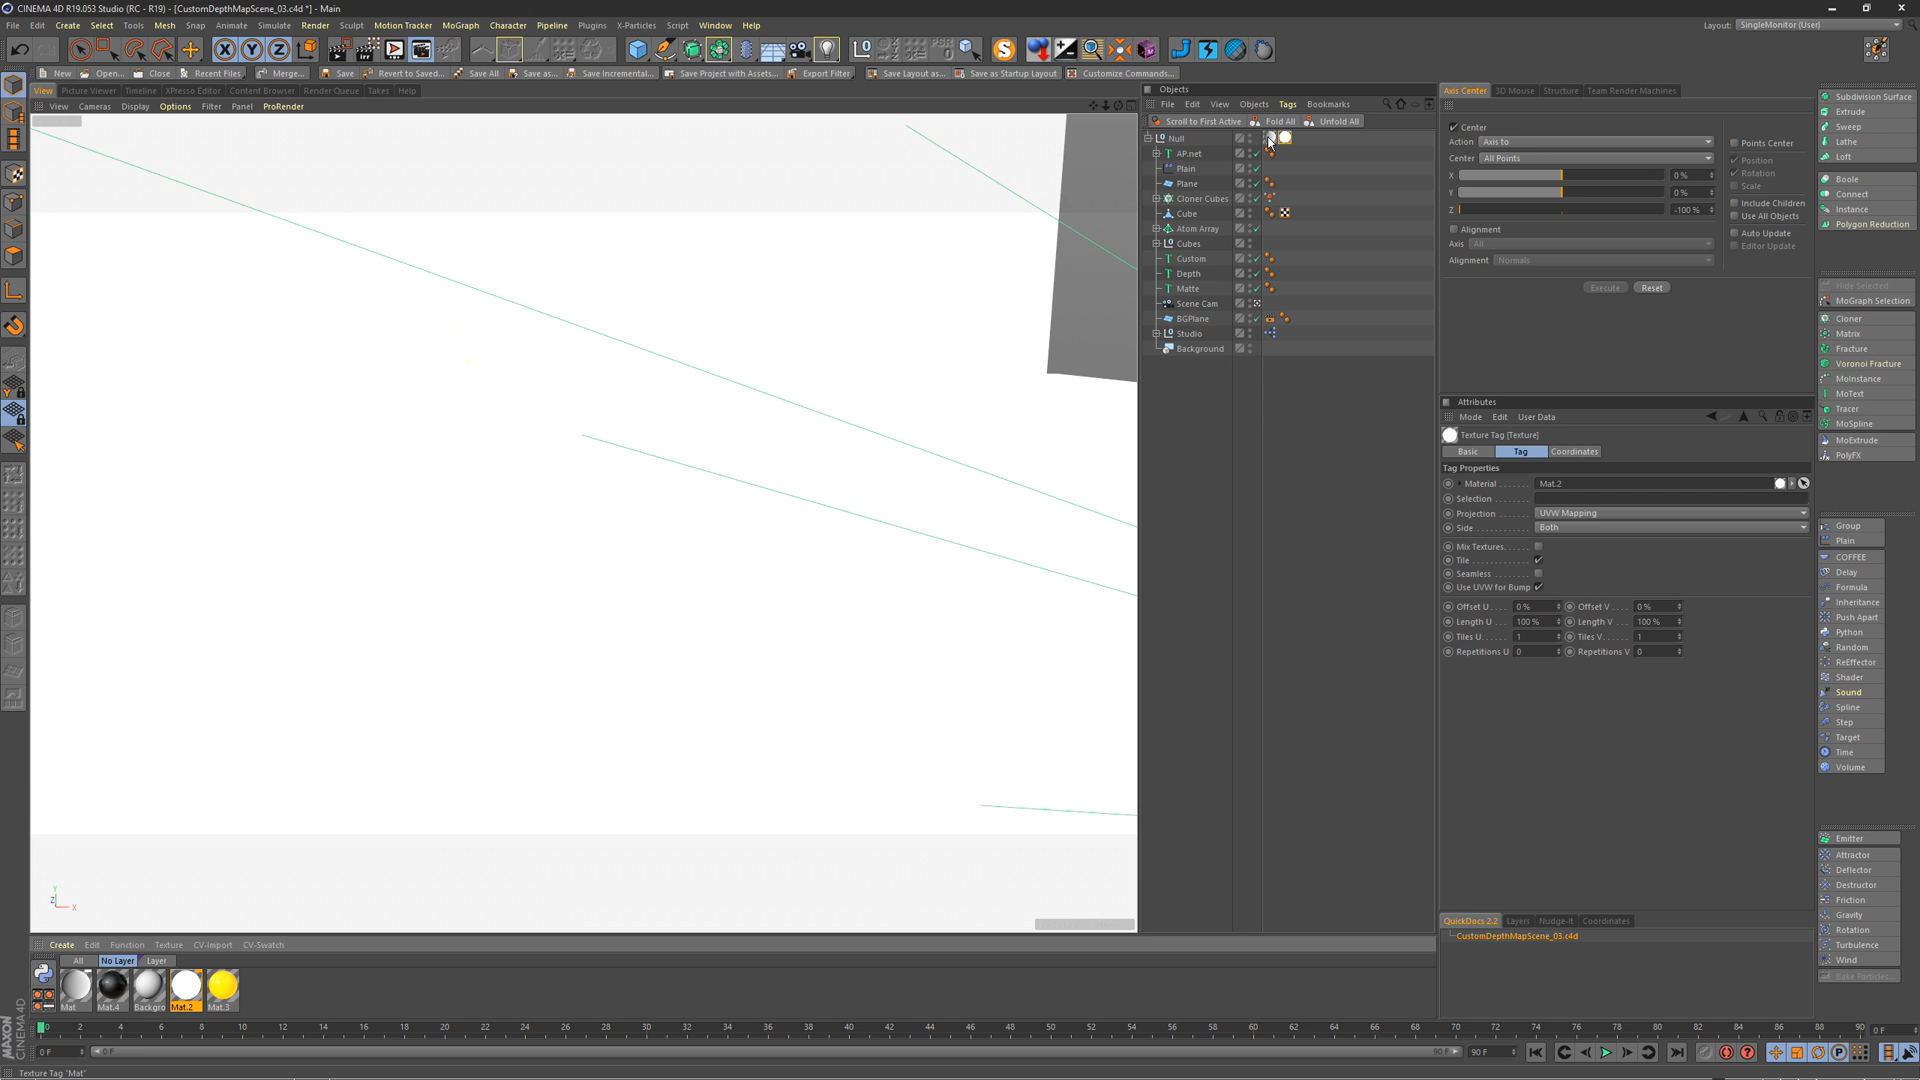 CINEMA 4D R19.053 Studio (RC - R19) - [CustomDepthMapScene_03.c4d *] - Main
File Edit Create Select Tools Mesh Snap Animate Simulate Render Sculpt Motion Tracker MoGraph Character Pipeline Plugins X-Particles Script Window Help
Layout: SingleMonitor (User)
New Open... Close Recent Files Merge... Save Revert to Saved... Save All Save as... Save Incremental... Save Project with Assets... Export Filter Save Layout as... Save as Startup Layout Customize Commands...
View Picture Viewer Timeline XPresso Editor Content Browser Render Queue Takes Help
View Cameras Display Options Filter Panel ProRender
Objects
File Edit View Objects Tags Bookmarks
Scroll to First Active Fold All Unfold All
Null
AP.net
Plain
Plane
Cloner Cubes
Cube
Atom Array
Cubes
Custom
Depth
Matte
Scene Cam
BGPlane
Studio
Background
Axis Center 3D Mouse Structure Team Render Machines
Center
Action Axis to
Center All Points
X 0 %
Y 0 %
Z -100 %
Points Center
Position
Rotation
Scale
Include Children
Use All Objects
Auto Update
Editor Update
Alignment
Axis All
Alignment Normals
Execute Reset
Attributes
Mode Edit User Data
Texture Tag [Texture]
Basic Tag Coordinates
Tag Properties
Material Mat.2
Selection
Projection UVW Mapping
Side Both
Mix Textures
Tile
Seamless
Use UVW for Bump
Offset U 0 % Offset V 0 %
Length U 100 % Length V 100 %
Tiles U 1 Tiles V 1
Repetitions U 0 Repetitions V 0
QuickDocs 2.2 Layers Nudge-It Coordinates
CustomDepthMapScene_03.c4d
Subdivision Surface
Extrude
Sweep
Lathe
Loft
Boole
Connect
Instance
Polygon Reduction
Hide Selected
MoGraph Selection
Cloner
Matrix
Fracture
Voronoi Fracture
MoInstance
MoText
Tracer
MoSpline
MoExtrude
PolyFX
Group
Plain
COFFEE
Delay
Formula
Inheritance
Push Apart
Python
Random
ReEffector
Shader
Sound
Spline
Step
Target
Time
Volume
Emitter
Attractor
Deflector
Destructor
Friction
Gravity
Rotation
Turbulence
Wind
Bake Particles...
Y
Z X
Create Edit Function Texture CV-Import CV-Swatch
All No Layer Layer
Mat Mat.4 Backgro Mat.2 Mat.3
0 2 4 6 8 10 12 14 16 18 20 22 24 26 28 30 32 34 36 38 40 42 44 46 48 50 52 54 56 58 60 62 64 66 68 70 72 74 76 78 80 82 84 86 88 90 0 F
0 F 0 F 90 F 90 F
MAXON CINEMA 4D
Texture Tag "Mat"